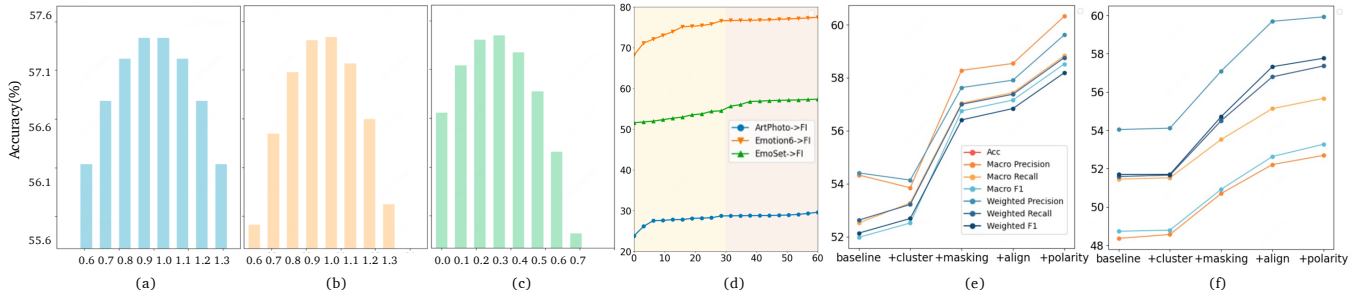 Accuracy(%)
57.6
57.1
56.6
56.1
55.6
0.6 0.7 0.8 0.9 1.0 1.1 1.2 1.3
(a)
0.6 0.7 0.8 0.9 1.0 1.1 1.2 1.3
(b)
0.0 0.1 0.2 0.3 0.4 0.5 0.6 0.7
(c)
80
70
60
50
40
30
20
0 10 20 30 40 50 60
ArtPhoto->FI
Emotion6->FI
EmoSet->FI
(d)
60
58
56
54
52
Acc
Macro Precision
Macro Recall
Macro F1
Weighted Precision
Weighted Recall
Weighted F1
baseline +cluster +masking +align +polarity
(e)
60
58
56
54
52
50
48
baseline +cluster +masking +align +polarity
(f)